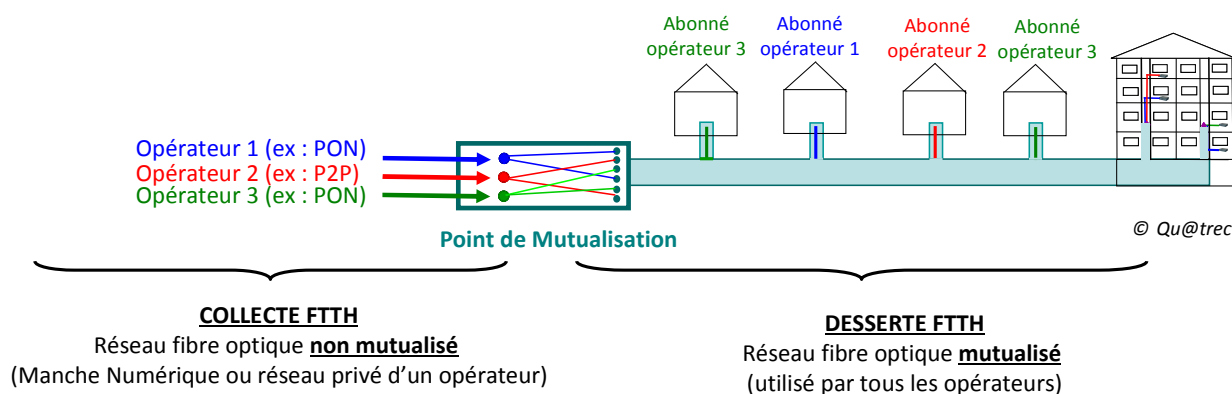 Abonné
opérateur 3
Abonné
opérateur 1
Abonné
opérateur 2
Abonné
opérateur 3
Opérateur 1 (ex : PON)
Opérateur 2 (ex : P2P)
Opérateur 3 (ex : PON)
Point de Mutualisation
© Qu@trec
COLLECTE FTTH
Réseau fibre optique non mutualisé
(Manche Numérique ou réseau privé d’un opérateur)
DESSERTE FTTH
Réseau fibre optique mutualisé
(utilisé par tous les opérateurs)